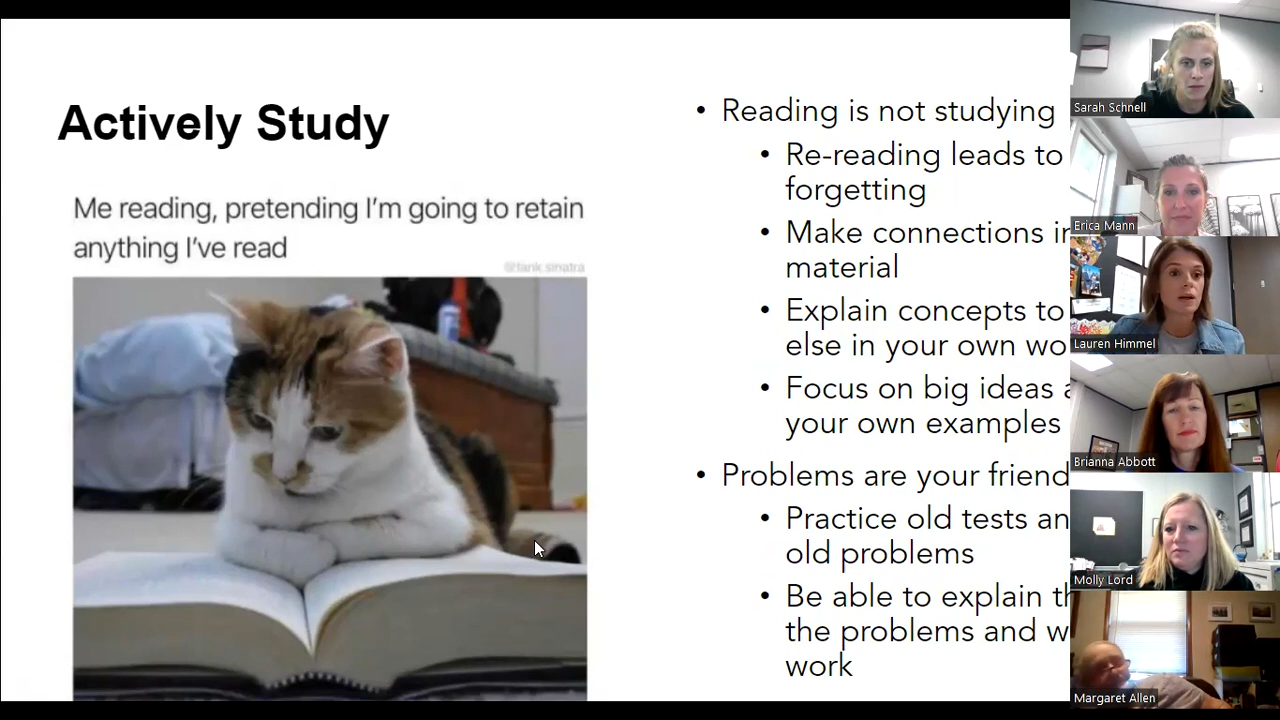 Actively Study
Me reading, pretending I'm going to retain
anything I've read
@tank.sinatra
• Reading is not studying
• Re-reading leads to
forgetting
• Make connections in
material
• Explain concepts to
else in your own wo
• Focus on big ideas a
your own examples
• Problems are your friend
• Practice old tests an
old problems
• Be able to explain th
the problems and w
work
Sarah Schnell
Erica Mann
Lauren Himmel
Brianna Abbott
Molly Lord
Margaret Allen